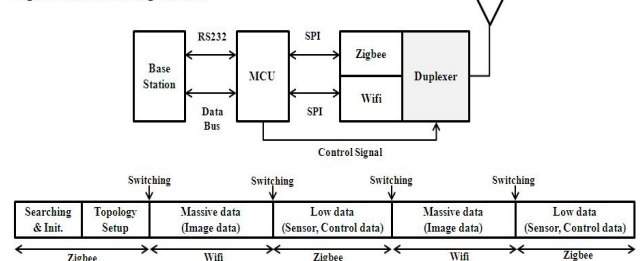 RS232
SPI
Base
Station
MCU
Zigbee
Wifi
Duplexer
Data
Bus
SPI
Control Signal
Switching
Switching
Switching
Switching
Searching
& Init.
Topology
Setup
Massive data
(Image data)
Low data
(Sensor, Control data)
Massive data
(Image data)
Low data
(Sensor, Control data)
Zigbee
Wifi
Zigbee
Wifi
Zigbee